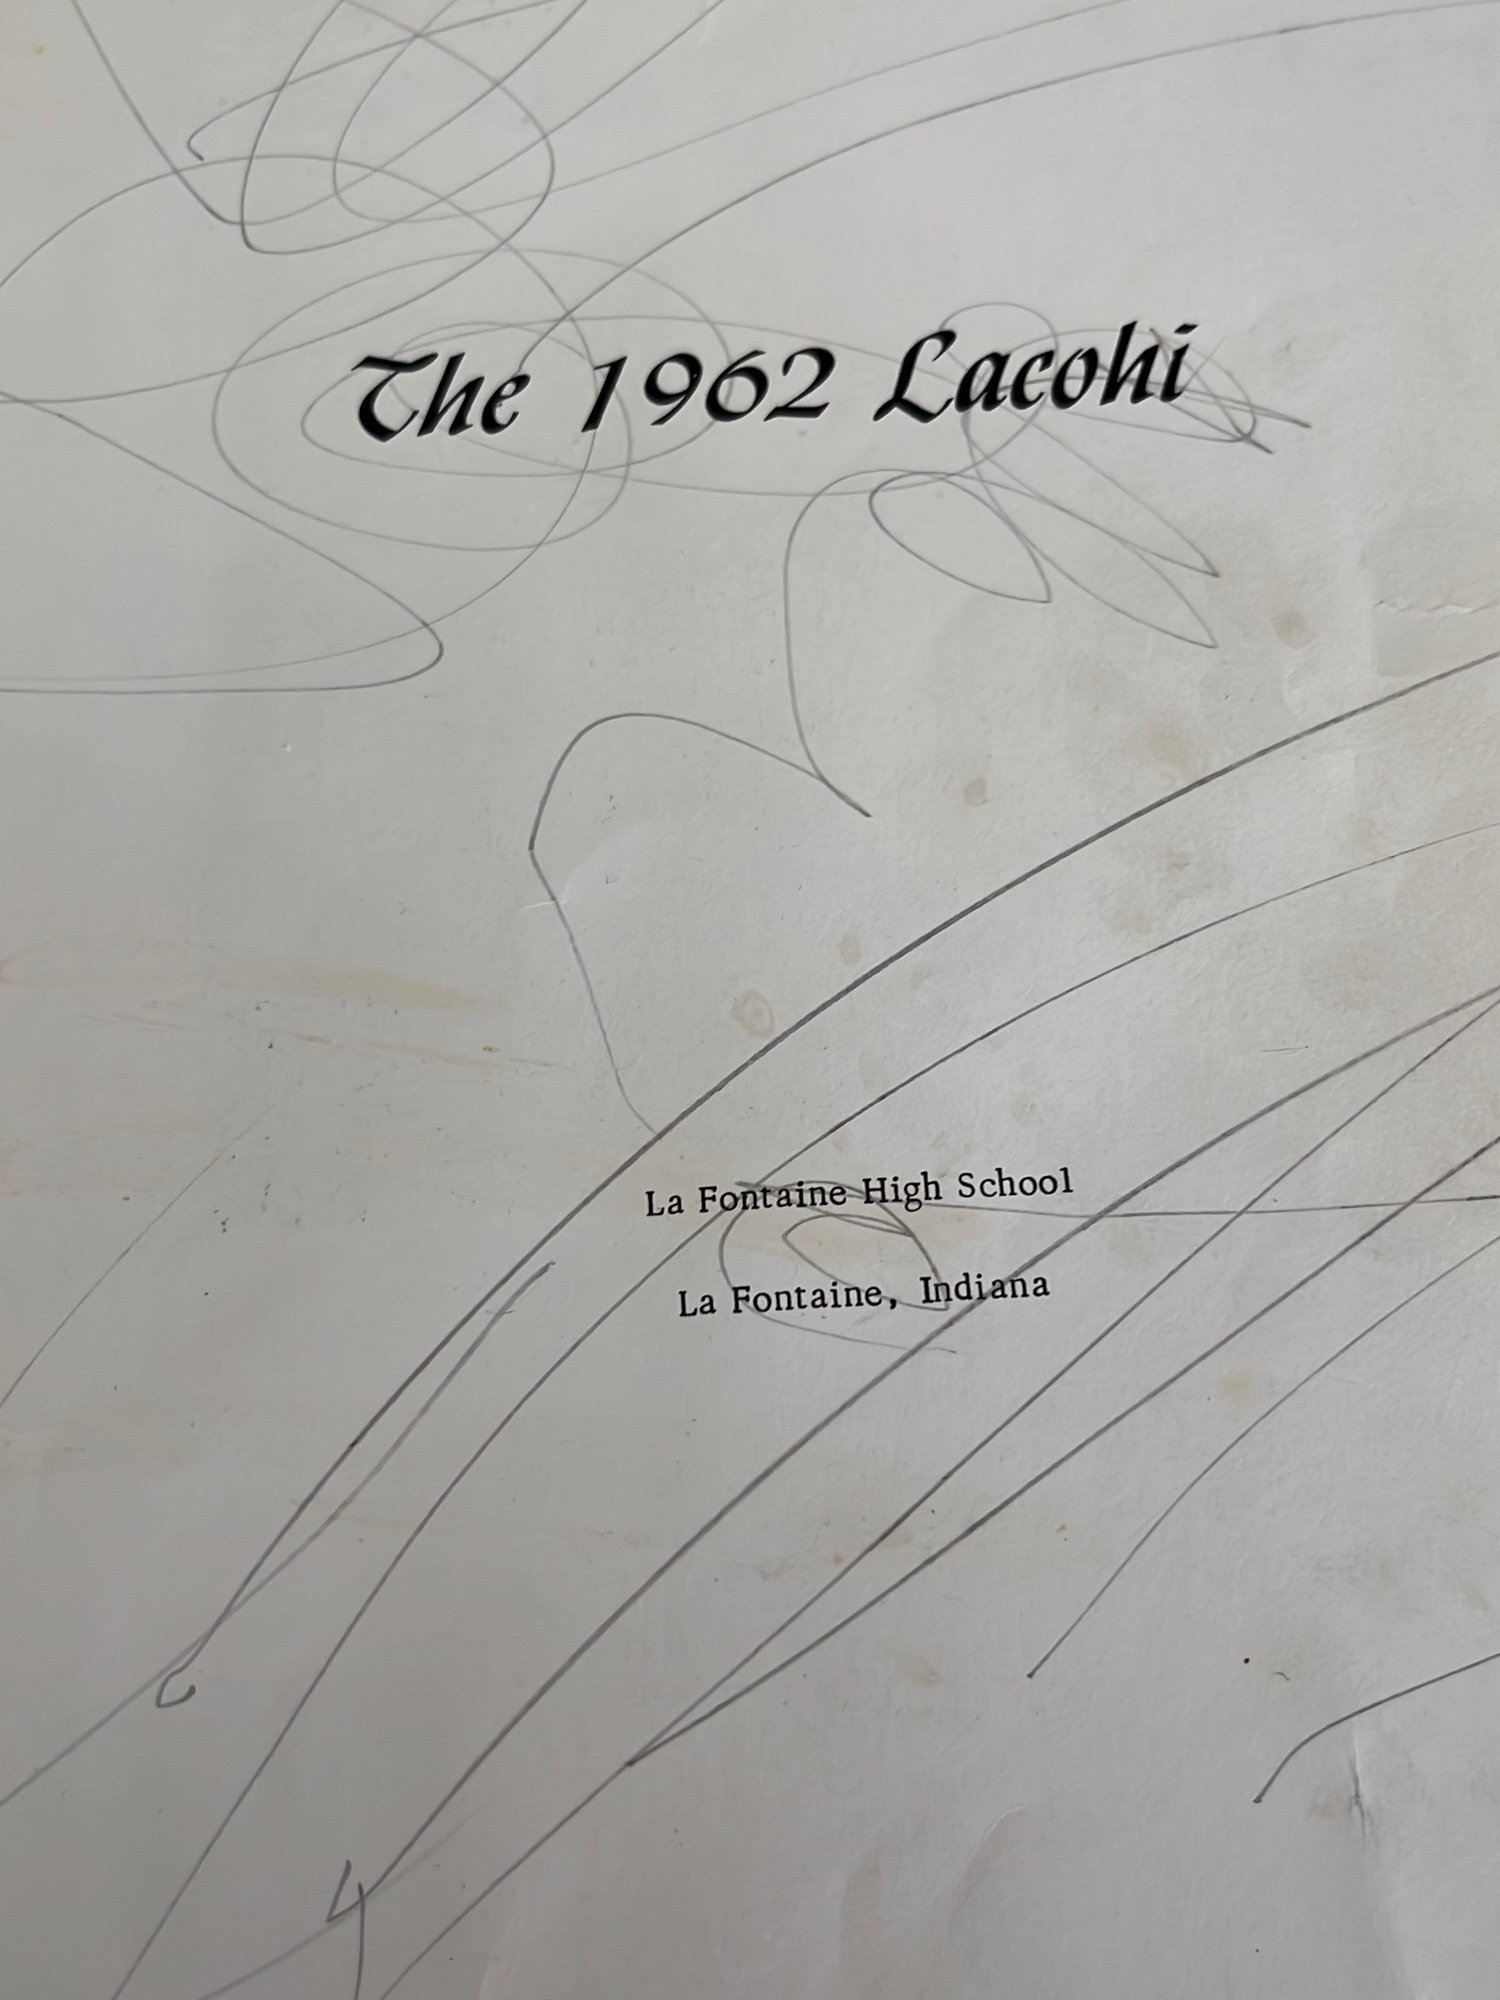 The 1962 Lacohi
La Fontaine High School
La Fontaine, Indiana